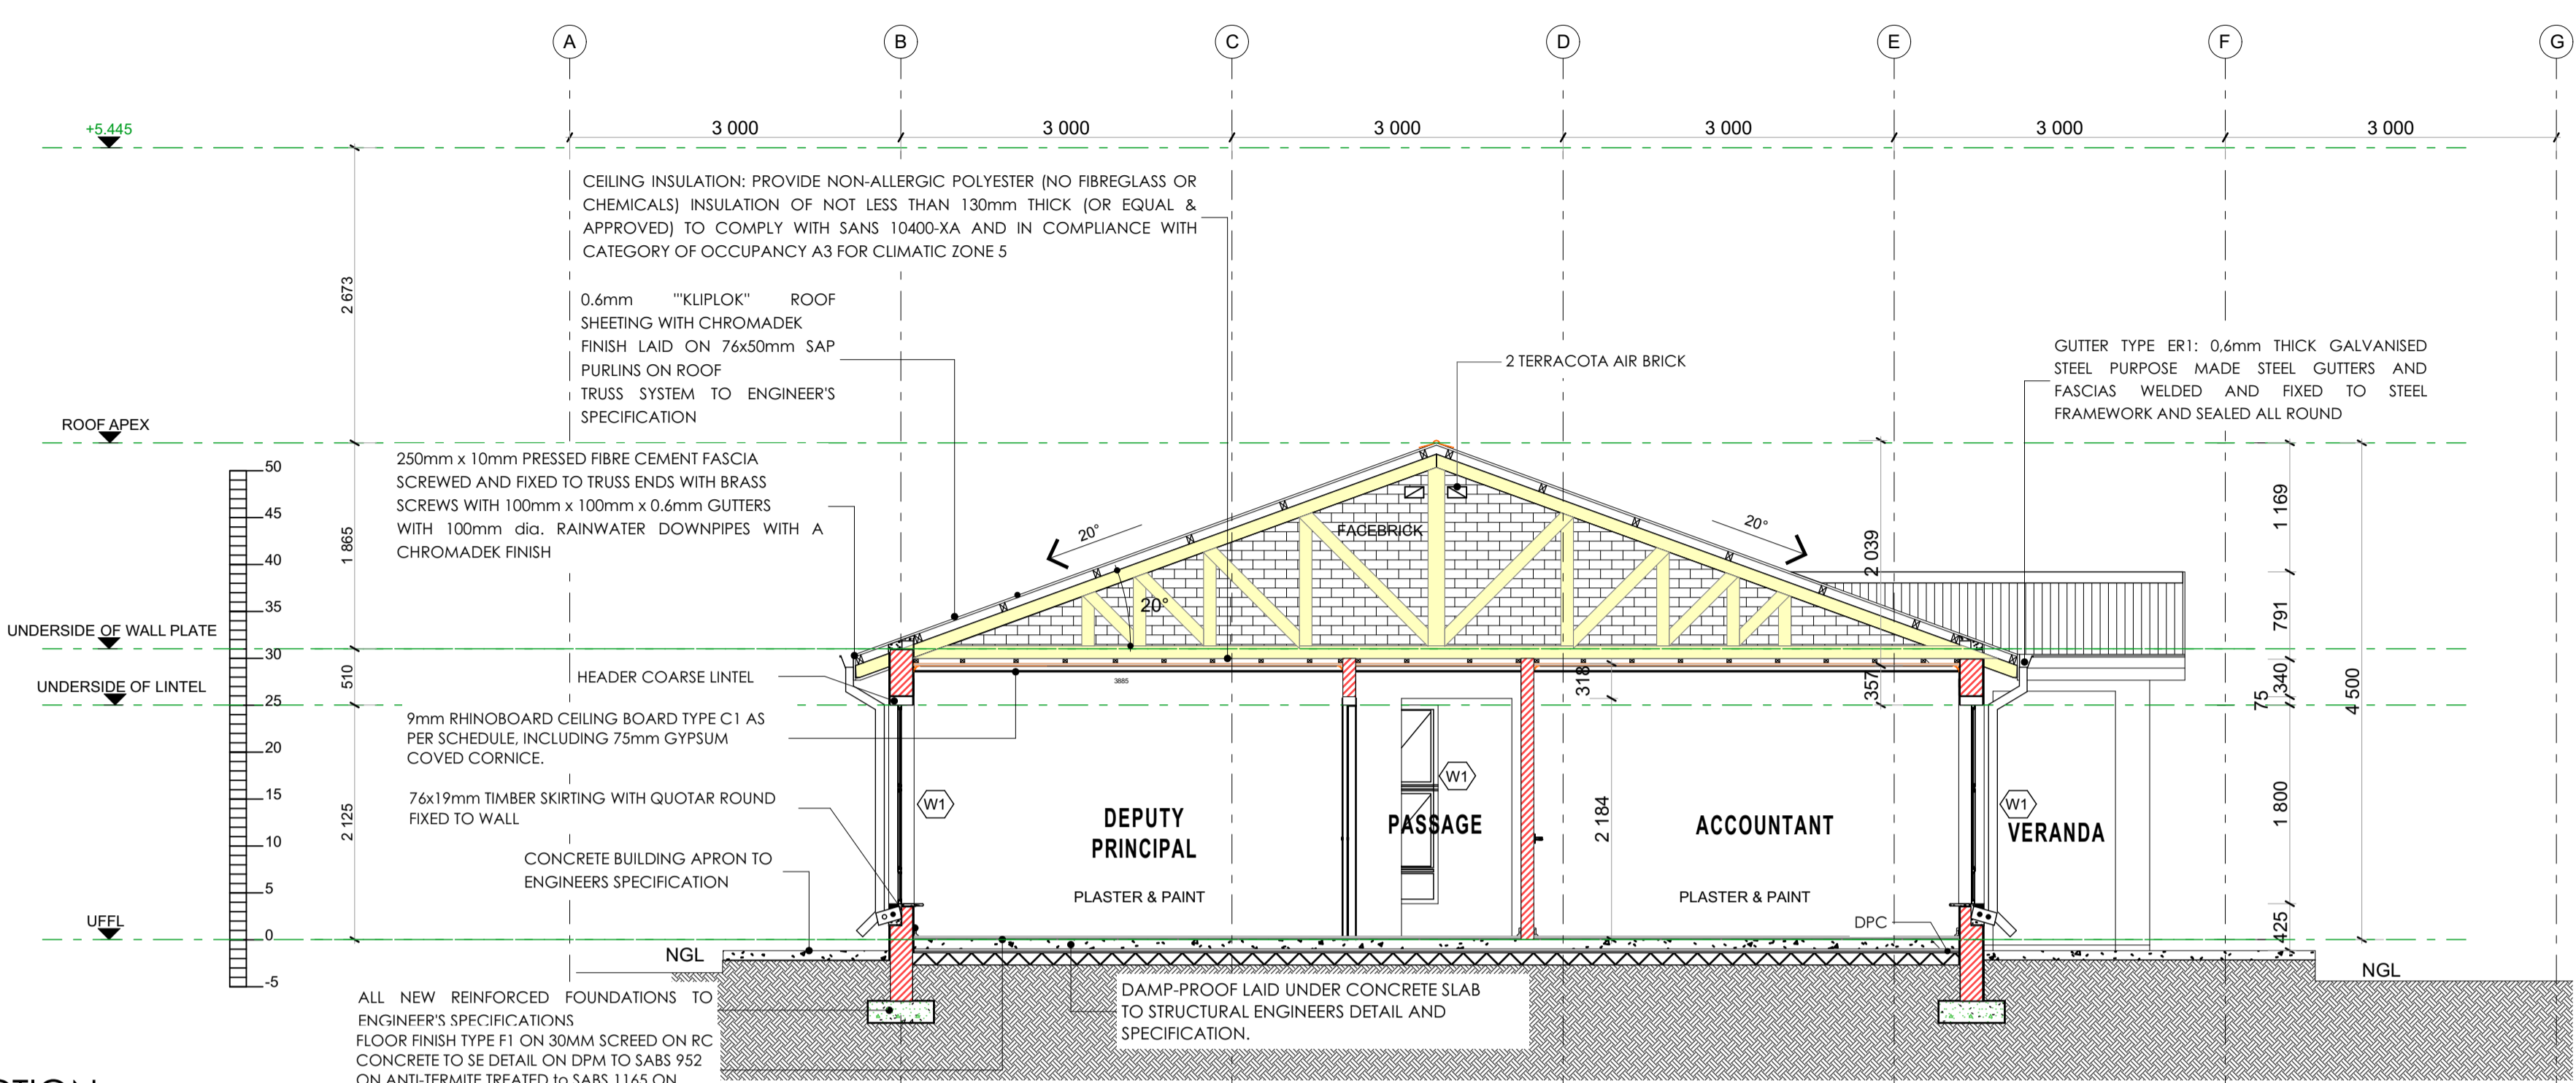 A
B
C
D
E
F
G
3 000
3 000
3 000
3 000
3 000
3 000
+5.445
CEILING INSULATION: PROVIDE NON-ALLERGIC POLYESTER (NO FIBREGLASS OR
CHEMICALS) INSULATION OF NOT LESS THAN 130mm THICK (OR EQUAL &
APPROVED) TO COMPLY WITH SANS 10400-XA AND IN COMPLIANCE WITH
CATEGORY OF OCCUPANCY A3 FOR CLIMATIC ZONE 5
2 673
0.6mm '"KLIPLOK" ROOF
SHEETING WITH CHROMADEK
FINISH LAID ON 76x50mm SAP
PURLINS ON ROOF
TRUSS SYSTEM TO ENGINEER'S
SPECIFICATION
2 TERRACOTA AIR BRICK
GUTTER TYPE ER1: 0,6mm THICK GALVANISED
STEEL PURPOSE MADE STEEL GUTTERS AND
FASCIAS WELDED AND FIXED TO STEEL
FRAMEWORK AND SEALED ALL ROUND
ROOF APEX
250mm x 10mm PRESSED FIBRE CEMENT FASCIA
SCREWED AND FIXED TO TRUSS ENDS WITH BRASS
SCREWS WITH 100mm x 100mm x 0.6mm GUTTERS
WITH 100mm dia. RAINWATER DOWNPIPES WITH A
CHROMADEK FINISH
50
45
40
35
30
25
20
15
10
5
0
-5
1 865
510
2 125
20°
FACEBRICK
20°
20°
2 039
1 169
791
340
75
4 500
1 800
425
UNDERSIDE OF WALL PLATE
UNDERSIDE OF LINTEL
HEADER COARSE LINTEL
3885
318
357
9mm RHINOBOARD CEILING BOARD TYPE C1 AS
PER SCHEDULE, INCLUDING 75mm GYPSUM
COVED CORNICE.
76x19mm TIMBER SKIRTING WITH QUOTAR ROUND
FIXED TO WALL
W1
W1
W1
DEPUTY
PRINCIPAL
PASSAGE
2 184
ACCOUNTANT
VERANDA
CONCRETE BUILDING APRON TO
ENGINEERS SPECIFICATION
PLASTER & PAINT
PLASTER & PAINT
DPC
UFFL
NGL
NGL
ALL NEW REINFORCED FOUNDATIONS TO
ENGINEER'S SPECIFICATIONS
FLOOR FINISH TYPE F1 ON 30MM SCREED ON RC
CONCRETE TO SE DETAIL ON DPM TO SABS 952
ON ANTI-TERMITE TREATED to SABS 1165 ON
DAMP-PROOF LAID UNDER CONCRETE SLAB
TO STRUCTURAL ENGINEERS DETAIL AND
SPECIFICATION.